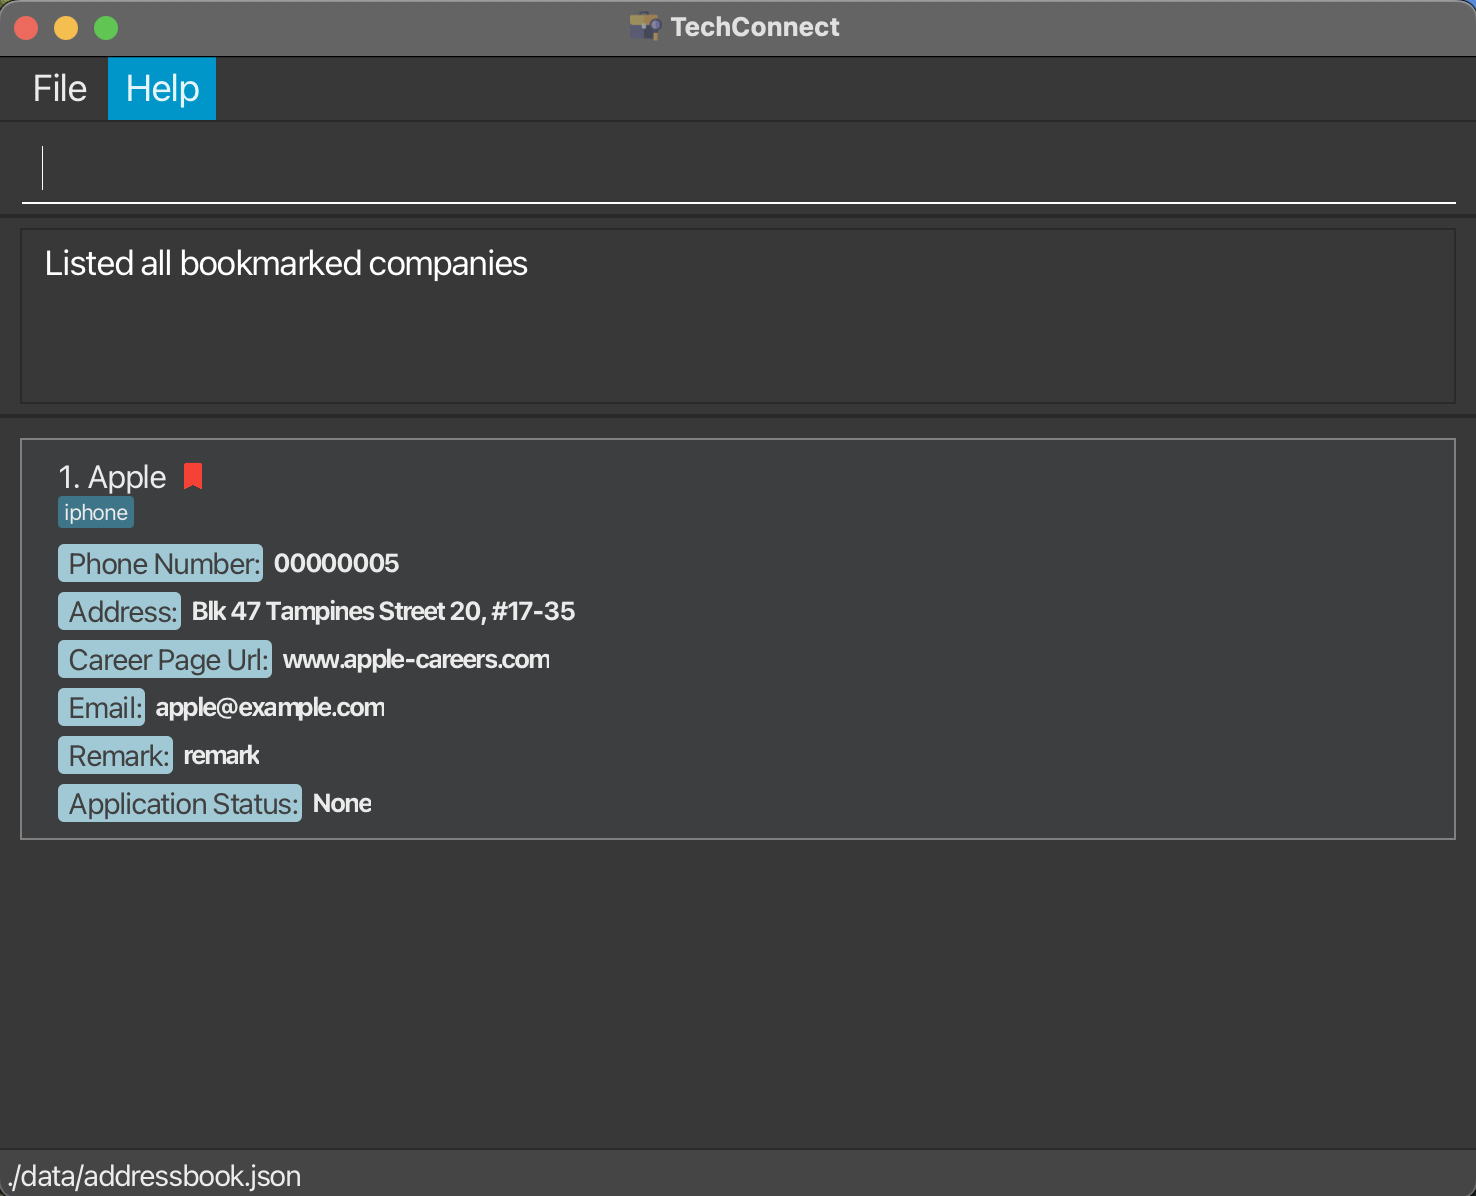 TechConnect
File Help
Listed all bookmarked companies
1. Apple
iphone
Phone Number: 00000005
Address: Blk 47 Tampines Street 20, #17-35
Career Page Url: www.apple-careers.com
Email: apple@example.com
Remark: remark
Application Status: None
./data/addressbook.json